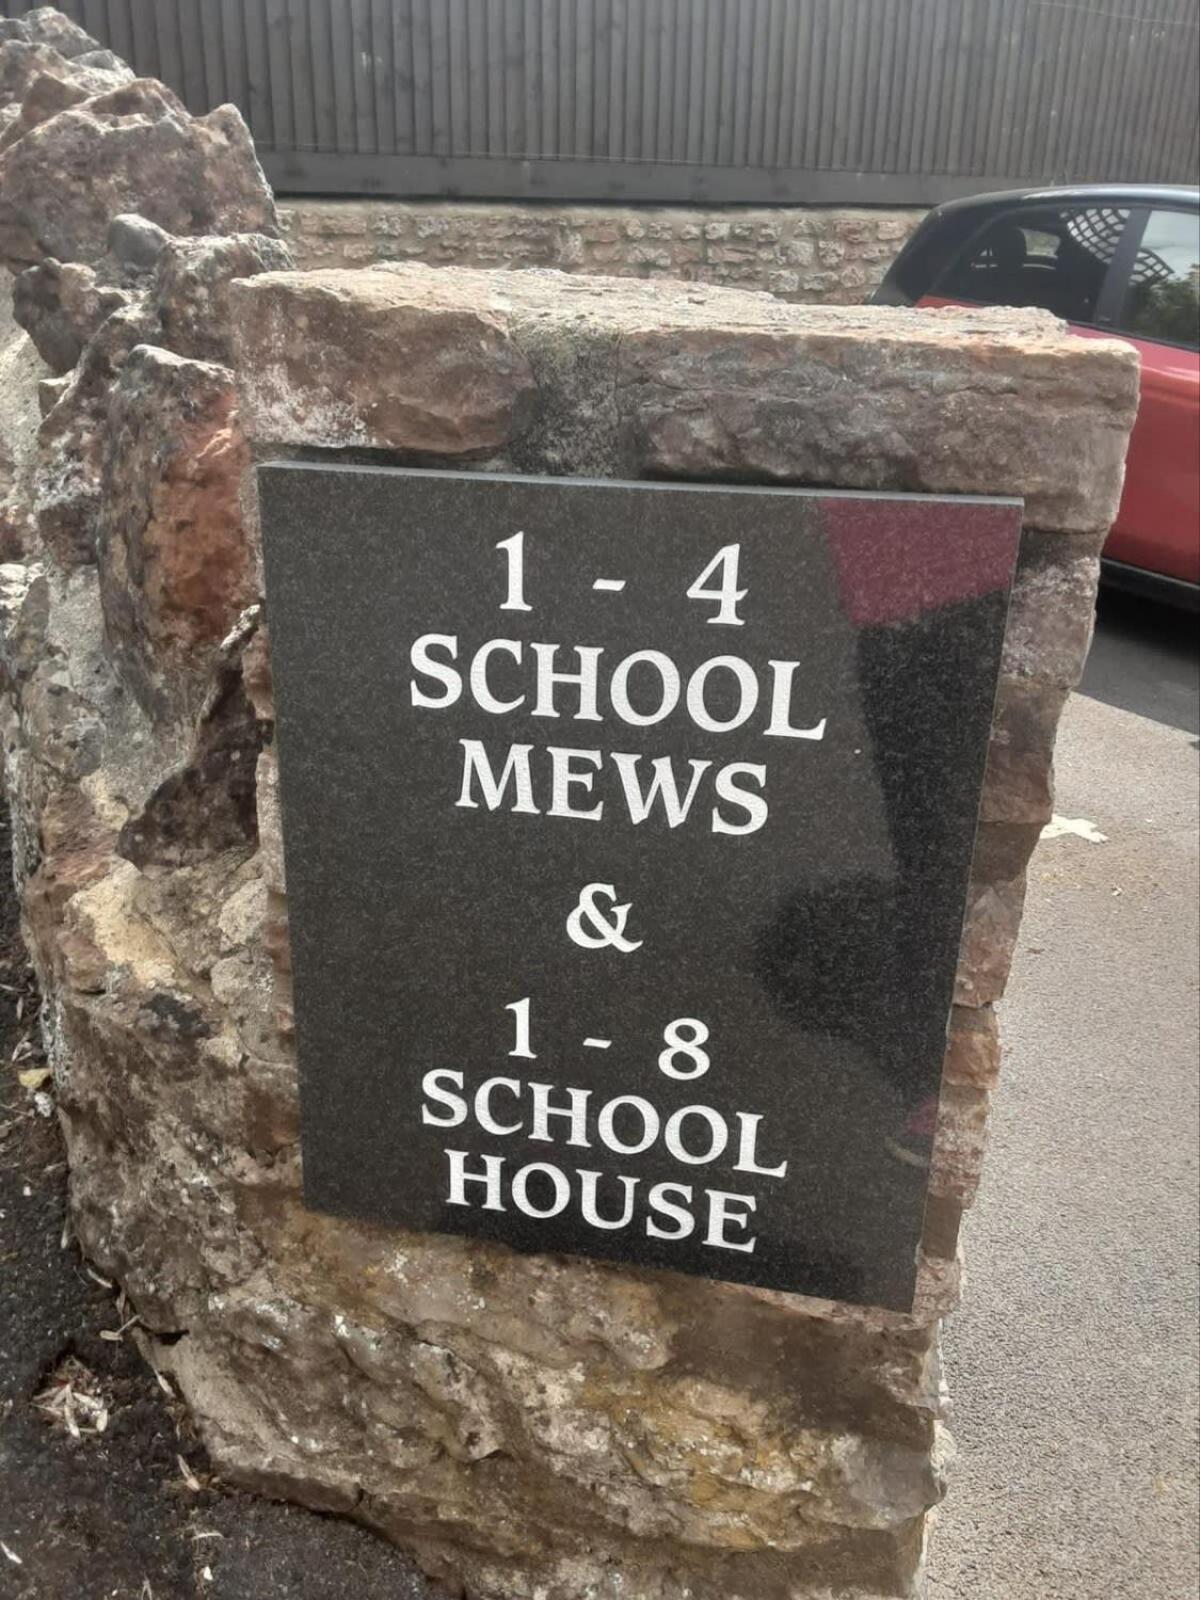 1 - 4
SCHOOL
MEWS
&
1 - 8
SCHOOL
HOUSE